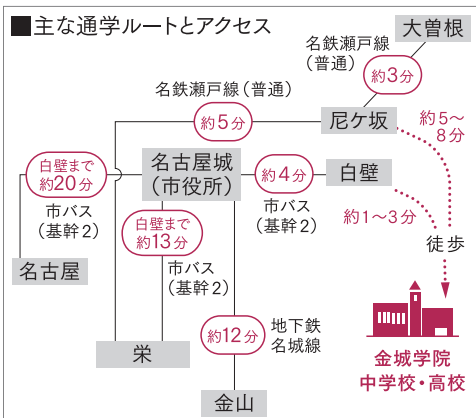 ■主な通学ルートとアクセス
大曽根
名鉄瀬戸線
（普通）
約3分
名鉄瀬戸線（普通）
約5分
尼ケ坂
約5〜
8分
白壁まで
約20分
名古屋城
（市役所）
約4分
白壁
市バス
（基幹2）
白壁まで
約13分
市バス
（基幹2）
約1〜3分
徒歩
名古屋
市バス
（基幹2）
約12分
地下鉄
名城線
栄
金山
金城学院
中学校・高校